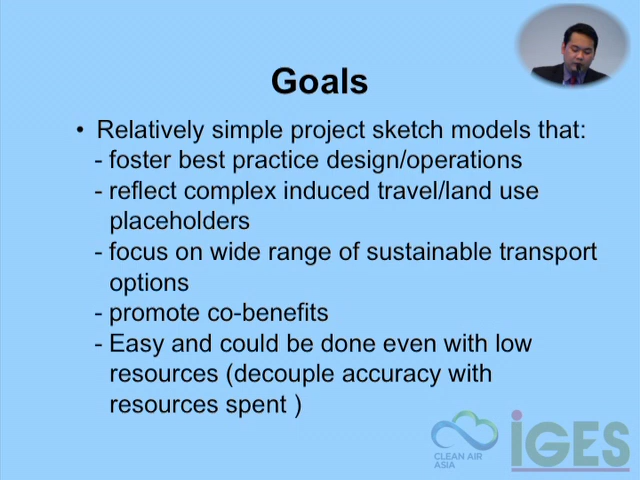 Goals
• Relatively simple project sketch models that:
- foster best practice design/operations
- reflect complex induced travel/land use
placeholders
- focus on wide range of sustainable transport
options
- promote co-benefits
- Easy and could be done even with low
resources (decouple accuracy with
resources spent )
CLEAN AIR
ASIA
iGES